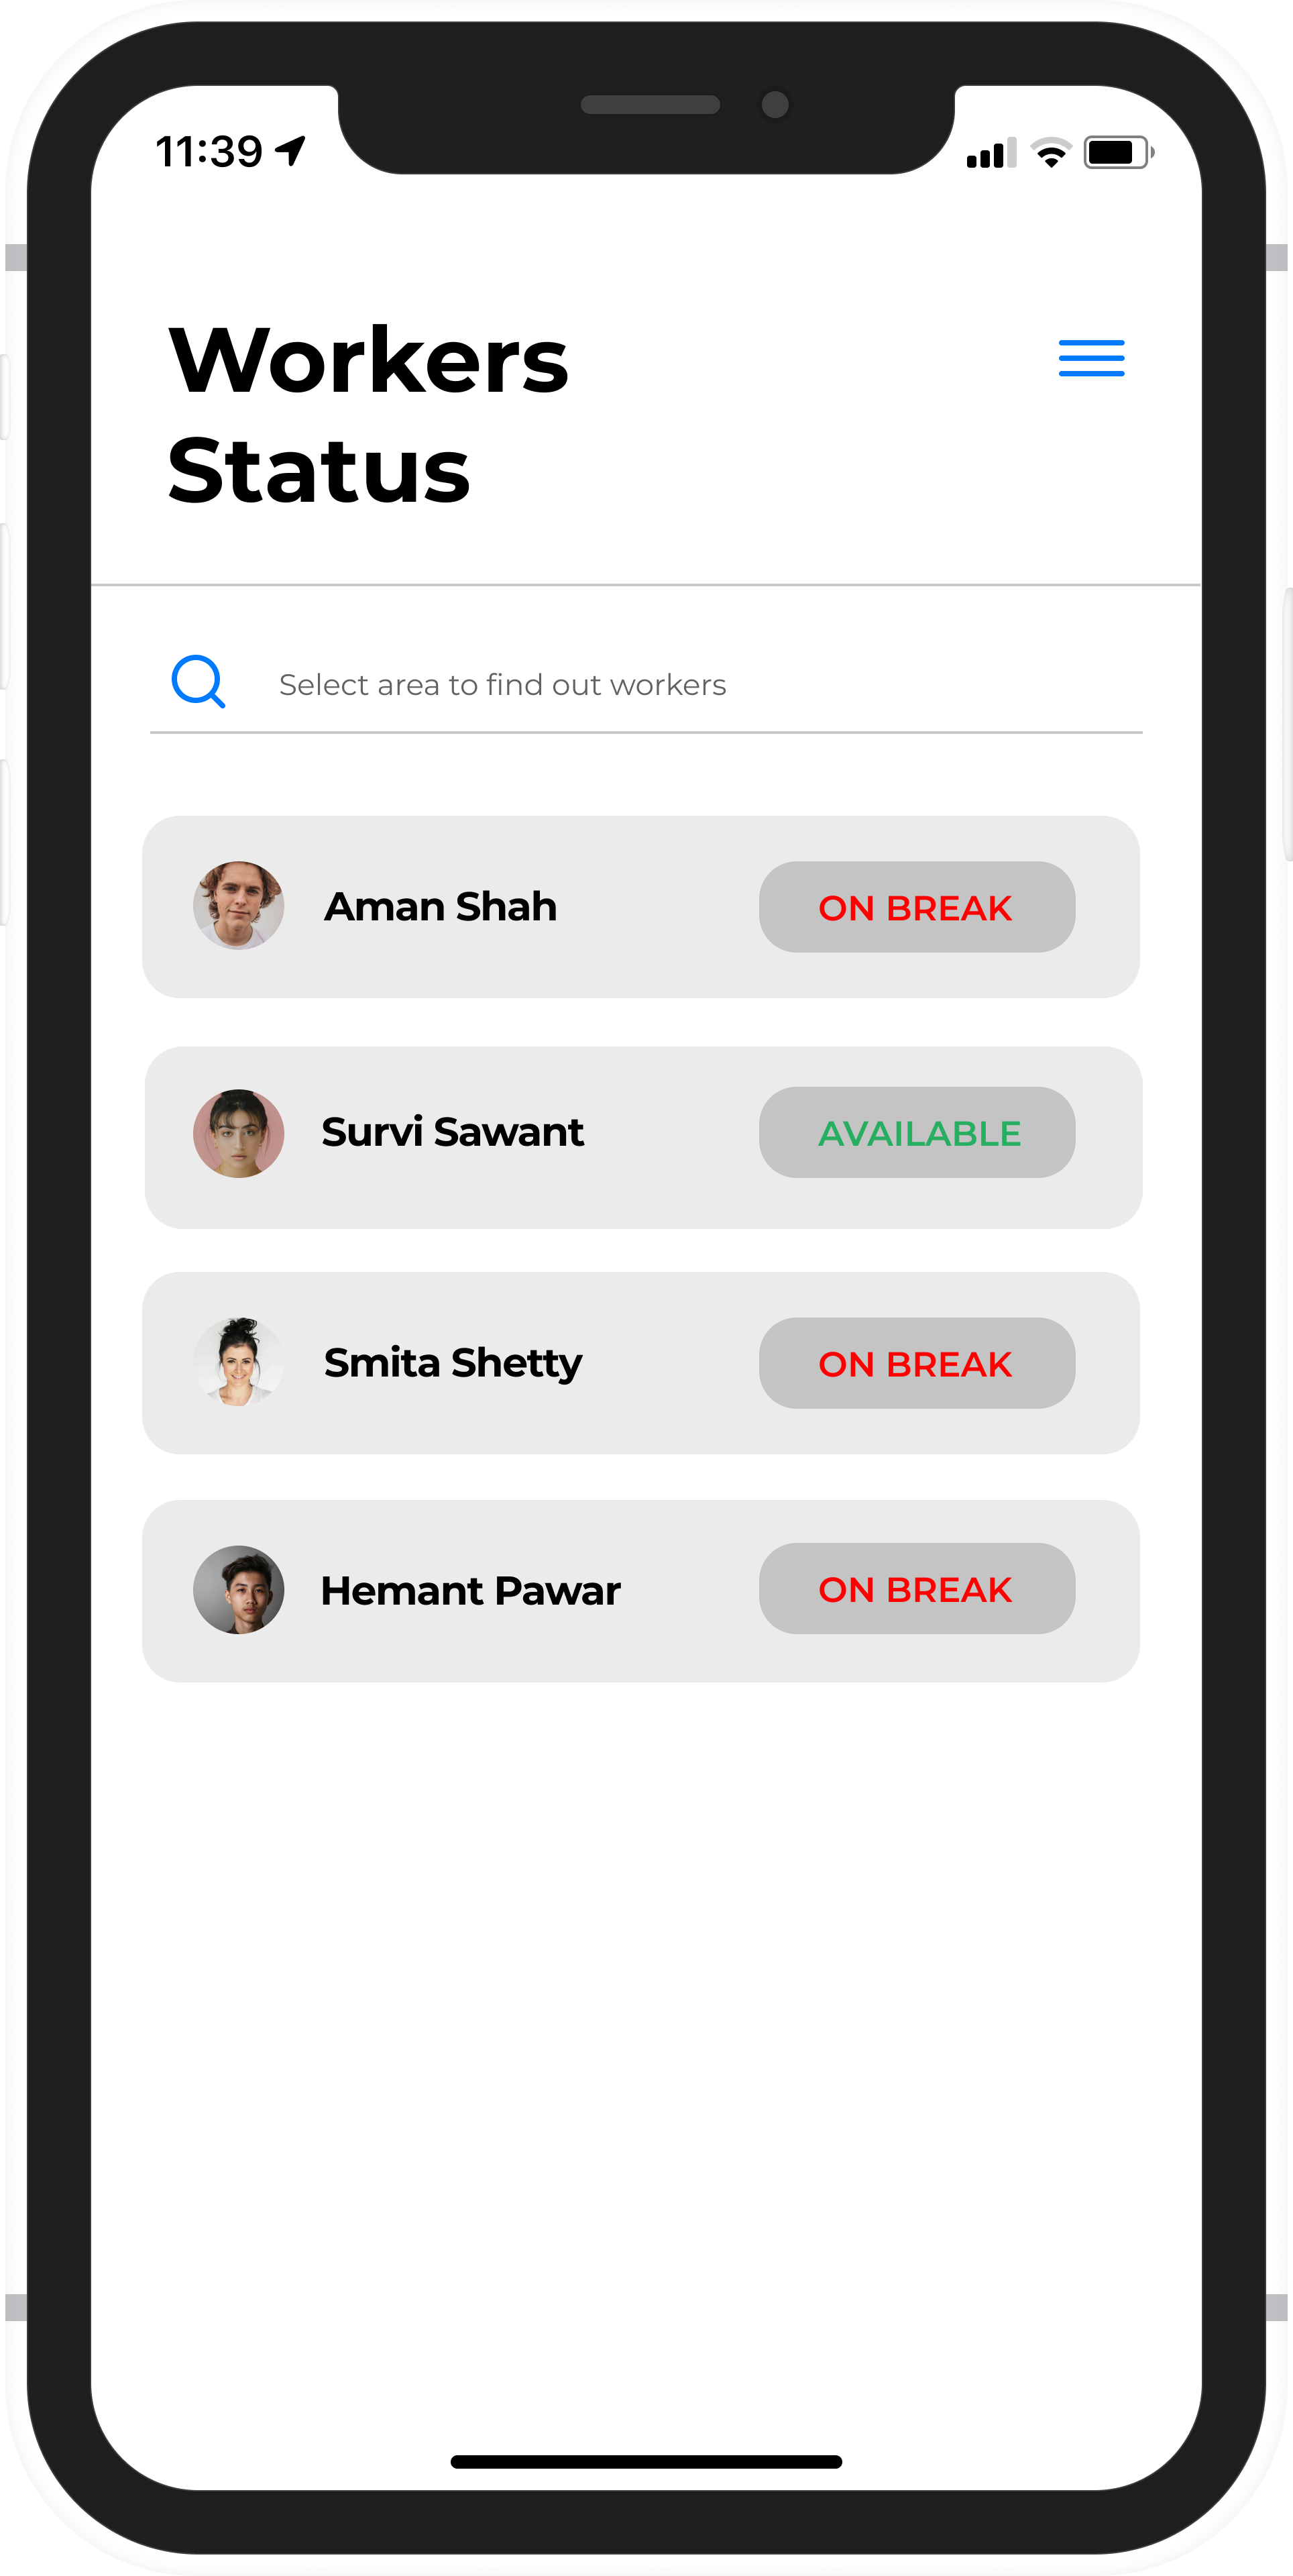 11:39
Workers
Status
Select area to find out workers
Aman Shah
ON BREAK
Survi Sawant
AVAILABLE
Smita Shetty
ON BREAK
Hemant Pawar
ON BREAK